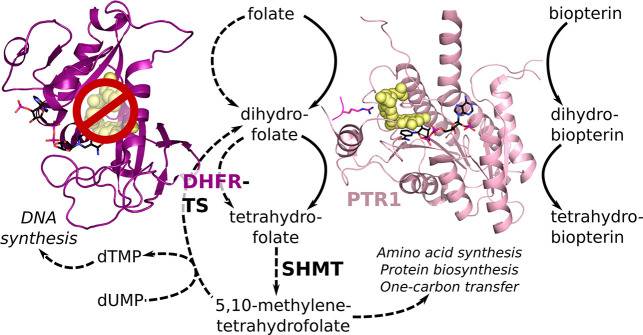 folate
biopterin
dihydro-
folate
dihydro-
biopterin
DHFR-
TS
PTR1
DNA
synthesis
tetrahydro-
folate
tetrahydro-
biopterin
dTMP
SHMT
Amino acid synthesis
Protein biosynthesis
One-carbon transfer
dUMP
5,10-methylene-
tetrahydrofolate